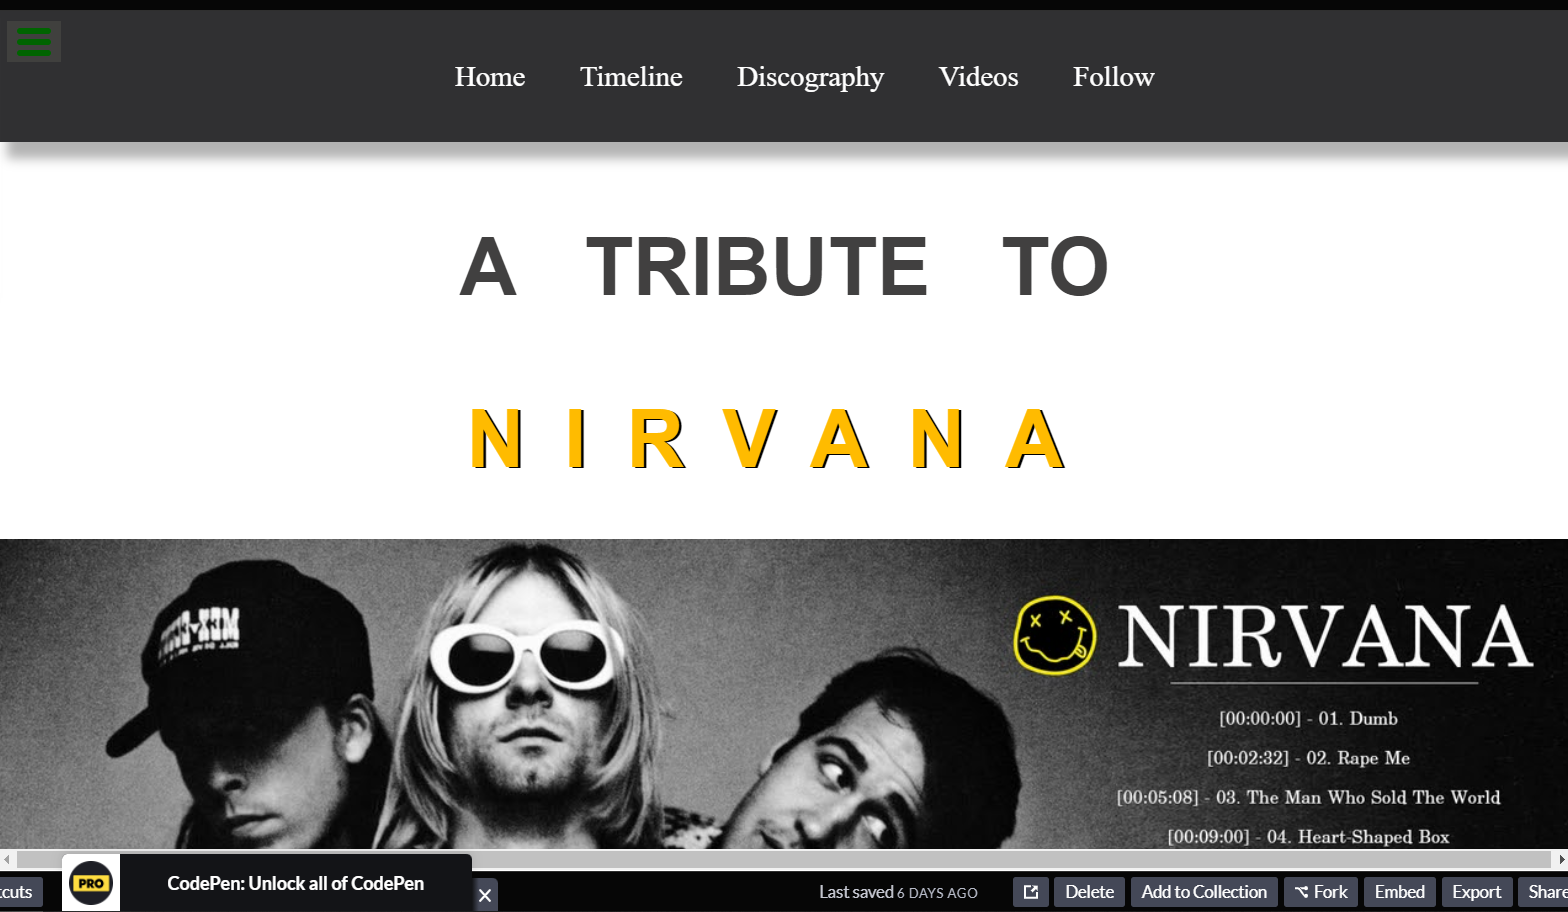 Home Timeline Discography Videos Follow
A TRIBUTE TO
NIRVANA
NIRVANA
[00:00:00] - 01. Dumb
[00:02:32] - 02. Rape Me
[00:05:08] - 03. The Man Who Sold The World
[00:09:00] - 04. Heart-Shaped Box
cuts
PRO
CodePen: Unlock all of CodePen
Last saved 6 DAYS AGO
Delete
Add to Collection
Fork
Embed
Export
Share